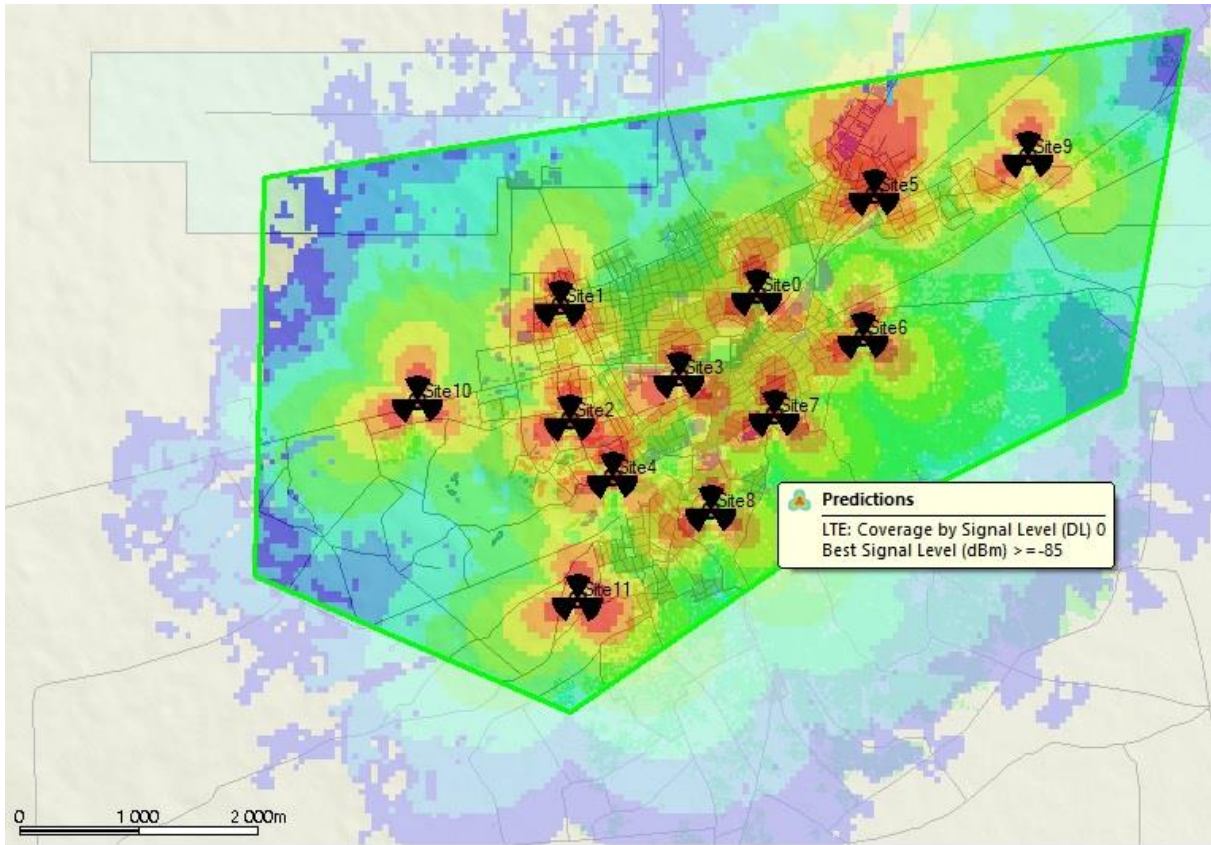 Site9
Site5
Site0
Site1
Site6
Site3
Site10
Site2
Site7
Site4
Site8
Predictions
LTE: Coverage by Signal Level (DL) 0
Best Signal Level (dBm) >=-85
Site11
0 1 000 2 000m